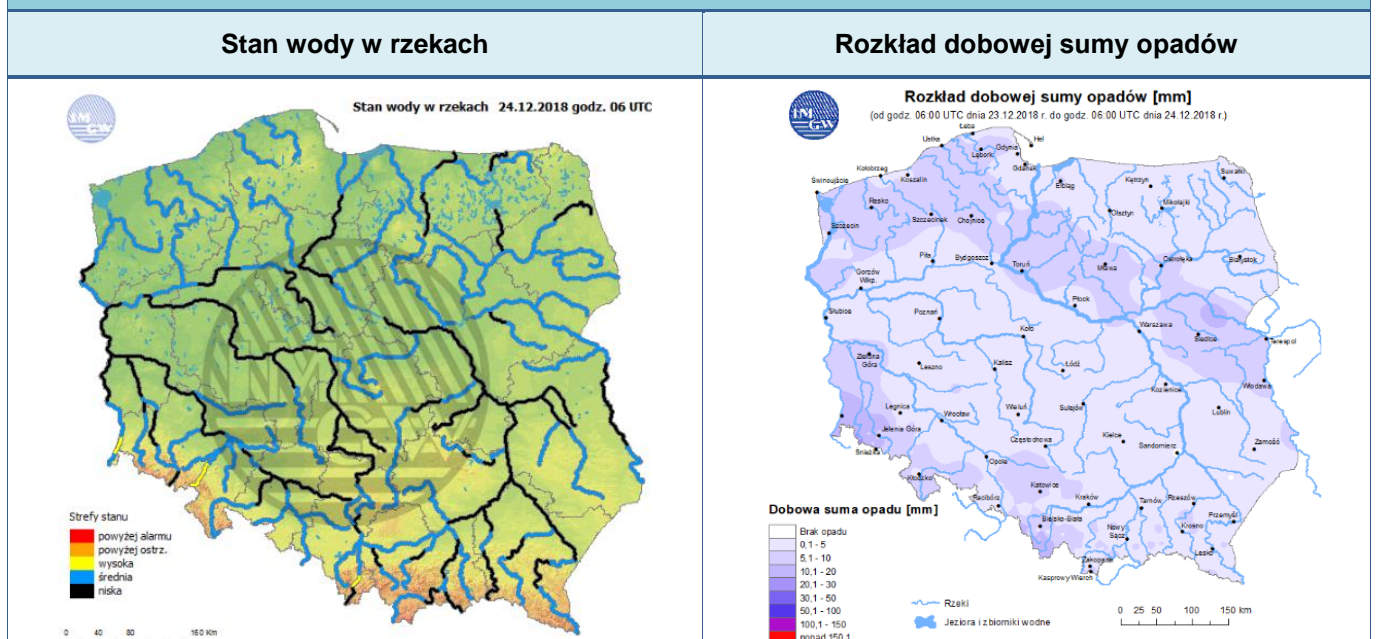 Stan wody w rzekach
Rozkład dobowej sumy opadów
Stan wody w rzekach 24.12.2018 godz. 06 UTC
Strefy stanu
powyżej alarmu
powyżej ostrz.
wysoka
średnia
niska
0 40 80 160 Km
IM
GW
Rozkład dobowej sumy opadów [mm]
(od godz. 06:00 UTC dnia 23.12.2018 r. do godz. 06:00 UTC dnia 24.12.2018 r.)
Łeba
Ustka
Hel
Lębork
Gdynia
Gdańsk
Kołobrzeg
Koszalin
Elbląg
Kętrzyn
Suwałki
Świnoujście
Resko
Szczecinek
Chojnice
Olsztyn
Mikołajki
Szczecin
Piła
Bydgoszcz
Toruń
Mława
Ostrołęka
Białystok
Gorzów
Wlkp.
Płock
Słubice
Poznań
Koło
Warszawa
Siedlce
Terespol
Zielona
Góra
Leszno
Kalisz
Łódź
Kozienice
Włodawa
Legnica
Wrocław
Wieluń
Sulejów
Lublin
Jelenia Góra
Częstochowa
Kielce
Sandomierz
Zamość
Śnieżka
Opole
Kłodzko
Katowice
Racibórz
Kraków
Tarnów
Rzeszów
Przemyśl
Bielsko-Biała
Nowy
Sącz
Krosno
Lesko
Zakopane
Kasprowy Wierch
Dobowa suma opadu [mm]
Brak opadu
0,1 - 5
5,1 - 10
10,1 - 20
20,1 - 30
30,1 - 50
50,1 - 100
100,1 - 150
ponad 150,1
Rzeki
Jeziora i zbiorniki wodne
0 25 50 100 150 km